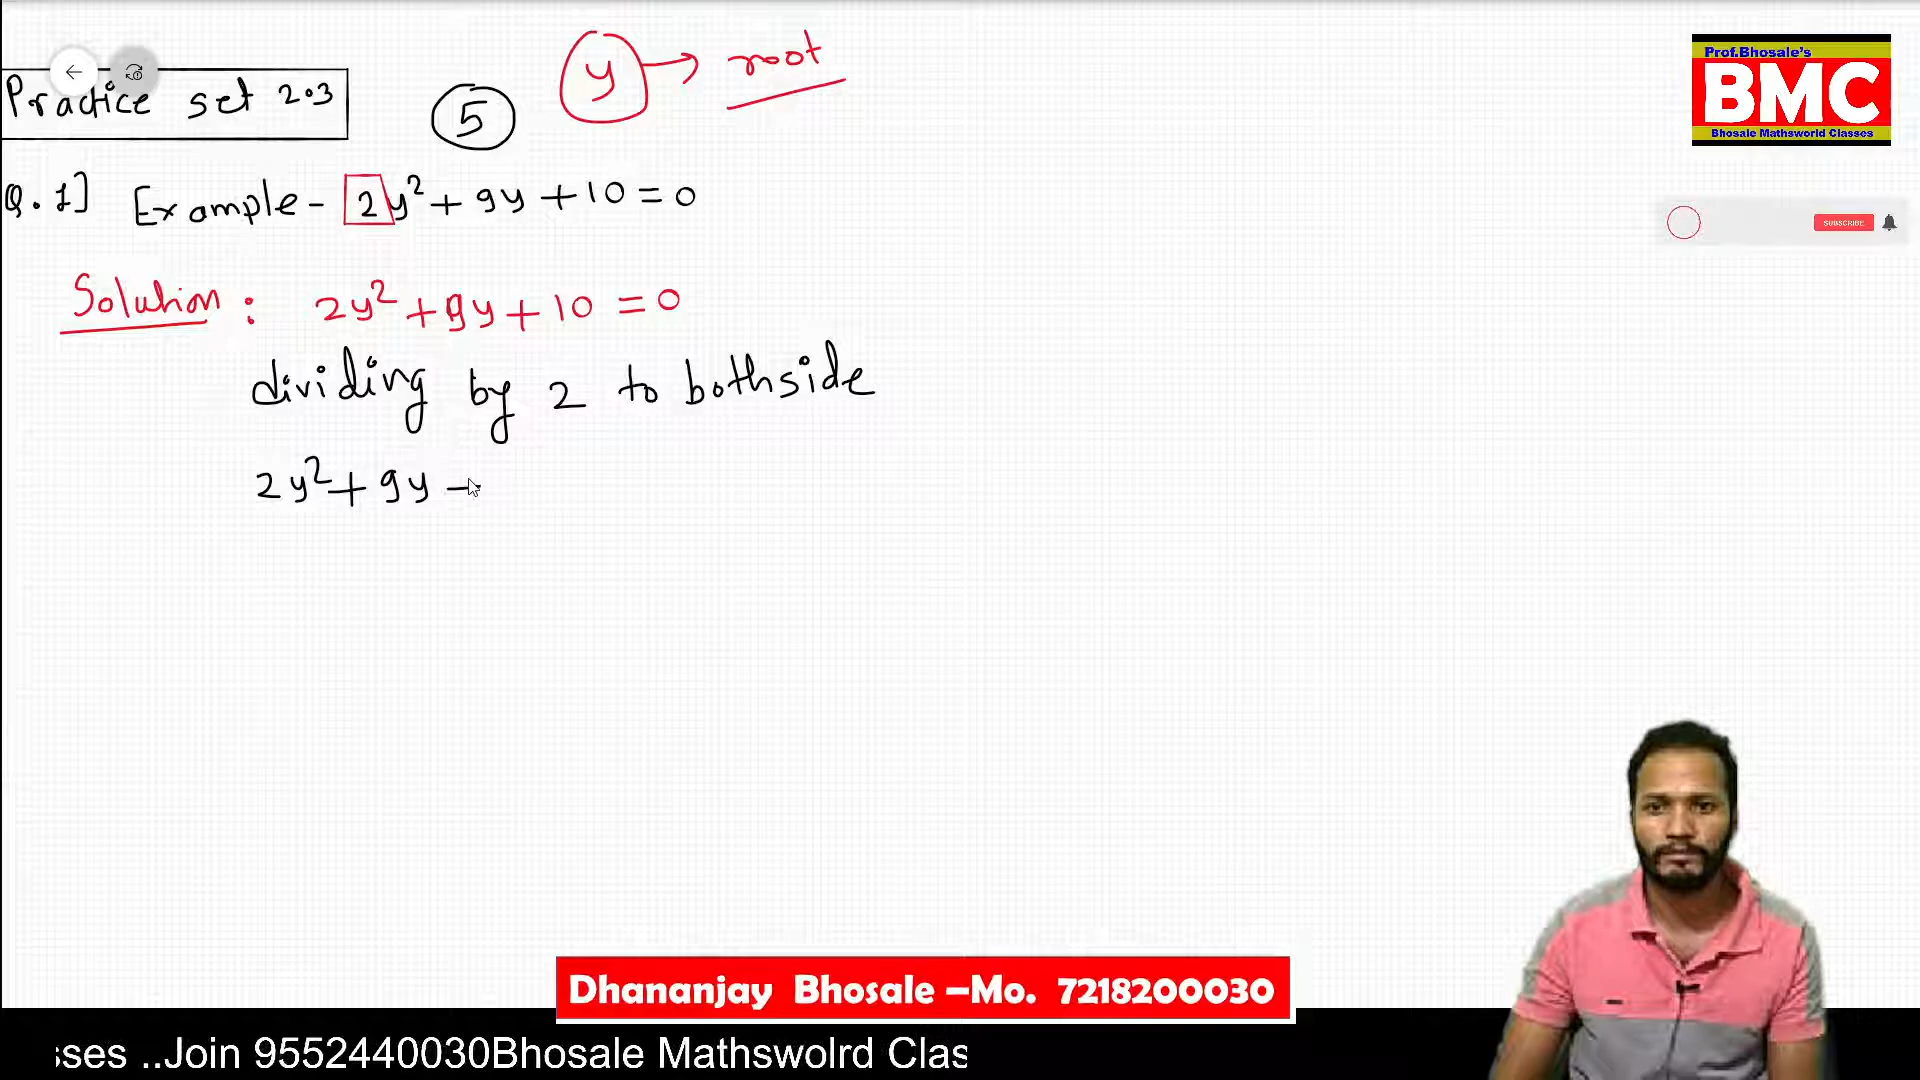 y → root
Practice set 2.3
5
Q.1] Example- 2y²+9y+10=0
Solution: 2y²+9y+10=0
dividing by 2 to bothside
2y²+9y -
Prof.Bhosale's
BMC
Bhosale Mathsworld Classes
SUBSCRIBE
Dhananjay Bhosale –Mo. 7218200030
sses ..Join 9552440030Bhosale Mathswolrd Clas